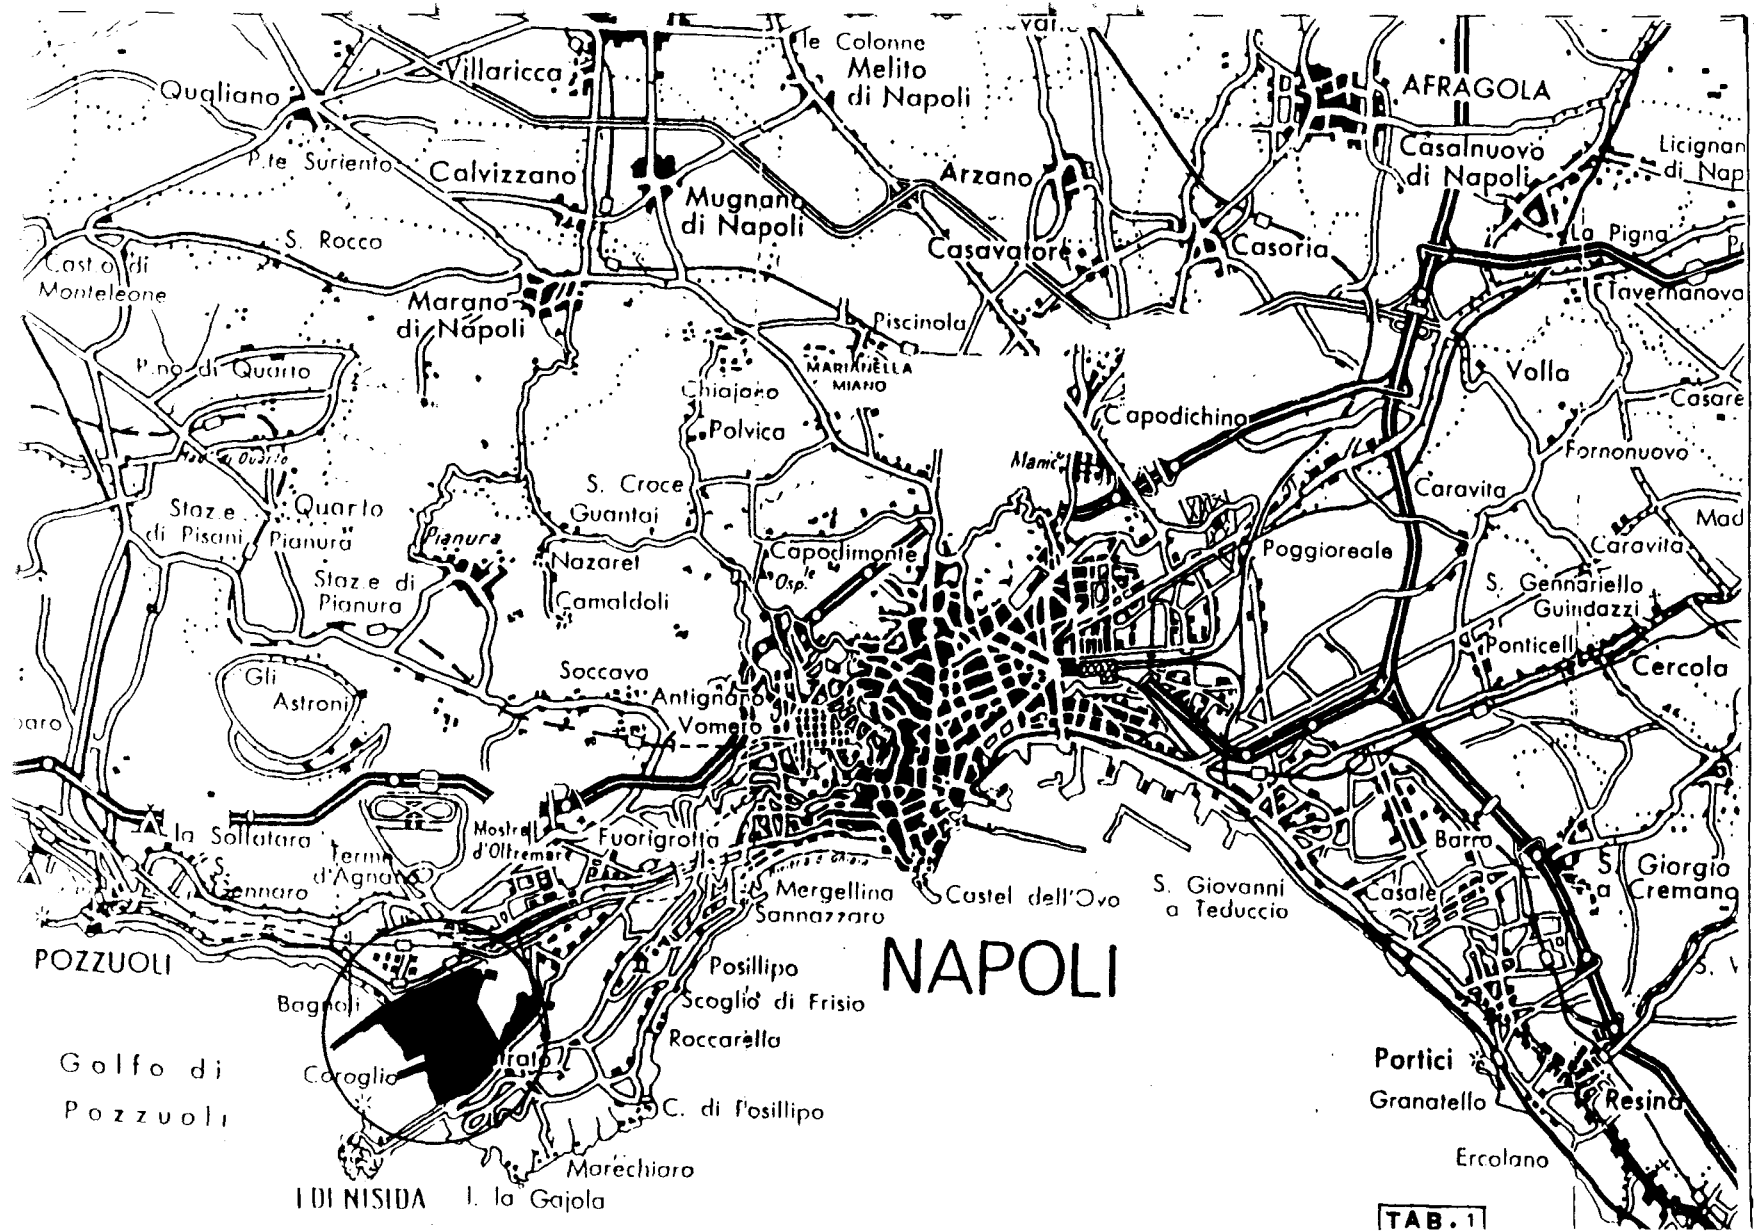 Villaricca
le Colonne
Melito
di Napoli
Qualiano
AFRAGOLA
P.te Suriento
Calvizzano
Arzano
Casalnuovo
di Napoli
Licignan
di Nap
Mugnano
di Napoli
S. Rocco
Casavatore
Casoria
La Pigna
Monteleone
Marano
di Napoli
Piscinola
Tavernanova
P.no di Quarto
MARIANELLA
MIANO
Volla
Chiajano
Casare
Capodichino
Polvica
Fornonuovo
S. Croce
Guantai
Caravita
Quarto
Staz.e
di Pisani
Pianura
Pianura
Mad
Capodimonte
Osp.le
Poggioreale
Caravita
Nazaret
Staz.e di
Pianura
Camaldoli
S. Gennariello
Guindazzi
Ponticell
Cercola
Gli
Astroni
Soccavo
Antignano
Vomero
la Solfatara
Mostra
d'Oltremare
Fuorigrotta
Terme
d'Agnano
S.
Gennaro
Barra
S. Giorgio
a Cremano
Mergellina
Sannazzaro
Castel dell'Ovo
S. Giovanni
a Teduccio
Casale
POZZUOLI
NAPOLI
Posillipo
Scoglio di Frisio
Bagnoli
Roccarella
Golfo di
Pozzuoli
Coroglio
Portici
Granatello
Resina
C. di Posillipo
Marechiaro
Ercolano
I DI NISIDA
I. la Gajola
TAB. 1